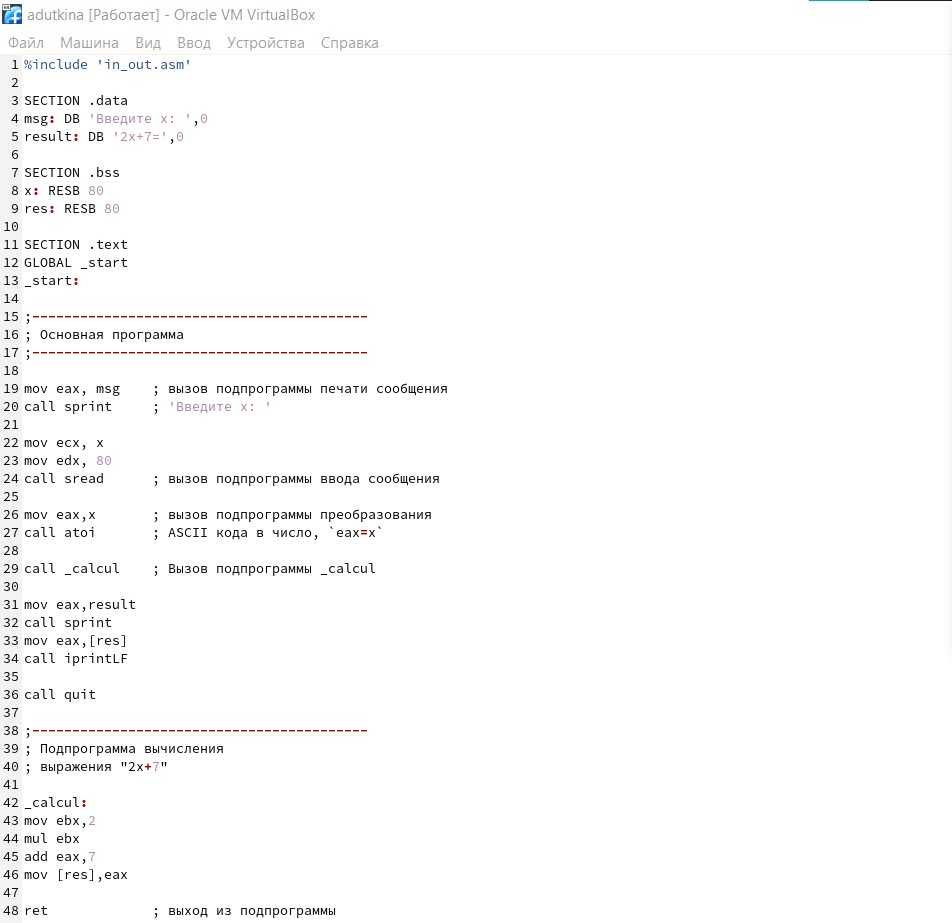 adutkina [Работает] - Oracle VM VirtualBox
Файл Машина Вид Ввод Устройства Справка
1 %include 'in_out.asm'
2
3 SECTION .data
4 msg: DB 'Введите x: ',0
5 result: DB '2x+7=',0
6
7 SECTION .bss
8 x: RESB 80
9 res: RESB 80
10
11 SECTION .text
12 GLOBAL _start
13 _start:
14
15 ;------------------------------------------
16 ; Основная программа
17 ;------------------------------------------
18
19 mov eax, msg    ; вызов подпрограммы печати сообщения
20 call sprint     ; 'Введите x: '
21
22 mov ecx, x
23 mov edx, 80
24 call sread      ; вызов подпрограммы ввода сообщения
25
26 mov eax,x       ; вызов подпрограммы преобразования
27 call atoi       ; ASCII кода в число, `eax=x`
28
29 call _calcul    ; Вызов подпрограммы _calcul
30
31 mov eax,result
32 call sprint
33 mov eax,[res]
34 call iprintLF
35
36 call quit
37
38 ;------------------------------------------
39 ; Подпрограмма вычисления
40 ; выражения "2x+7"
41
42 _calcul:
43 mov ebx,2
44 mul ebx
45 add eax,7
46 mov [res],eax
47
48 ret             ; выход из подпрограммы